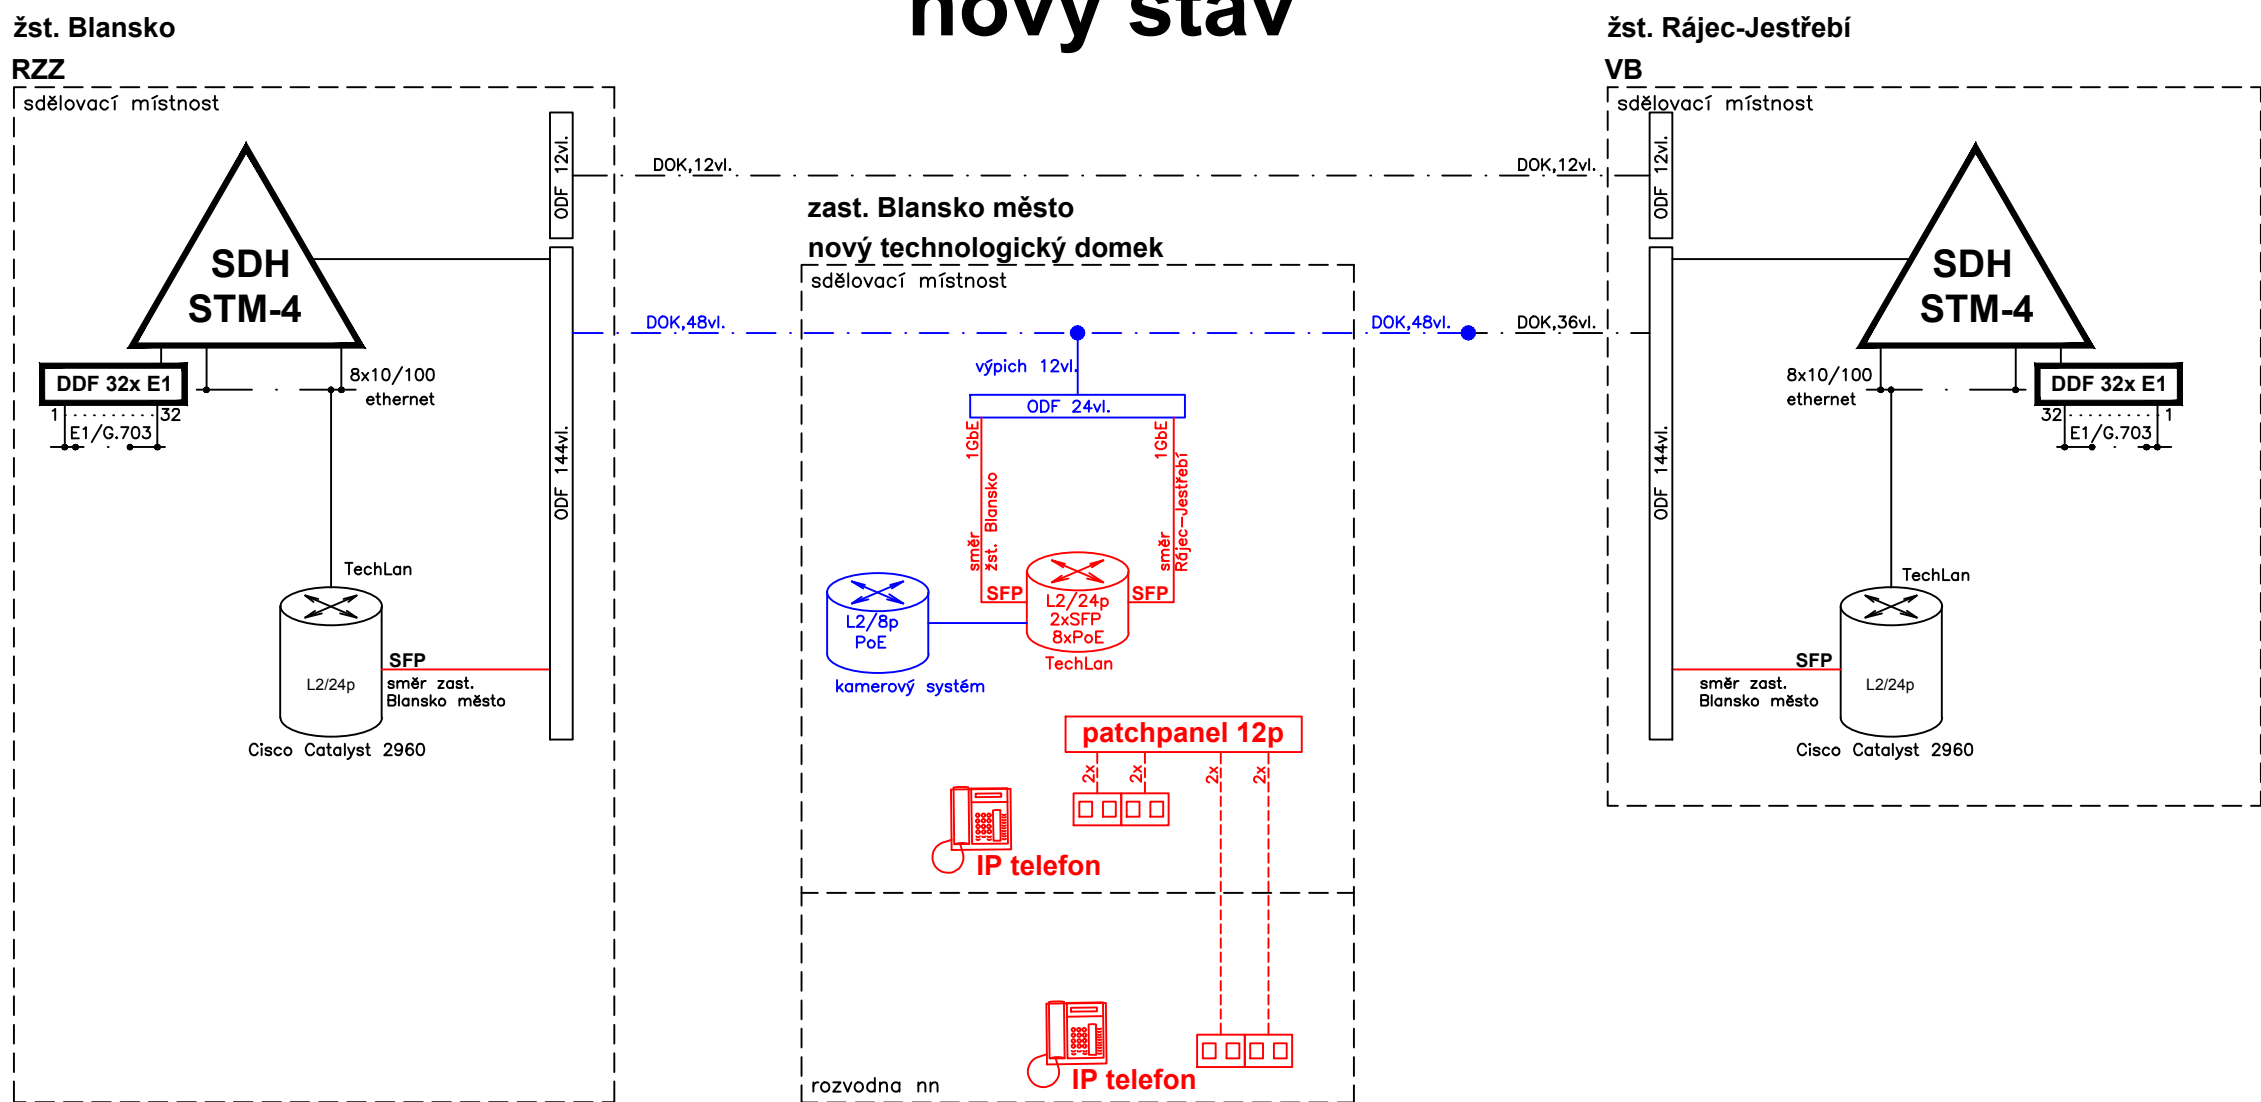 nový stav
žst. Blansko
RZZ
sdělovací místnost
SDH
STM-4
DDF 32x E1
1
32
E1/G.703
8x10/100
ethernet
ODF 12vl.
ODF 144vl.
TechLan
L2/24p
SFP
směr zast.
Blansko město
Cisco Catalyst 2960
DOK,12vl.
DOK,12vl.
zast. Blansko město
nový technologický domek
sdělovací místnost
DOK,48vl.
DOK,48vl.
DOK,36vl.
výpich 12vl.
ODF 24vl.
1GbE
směr
žst. Blansko
1GbE
směr
Rájec-Jestřebí
SFP
SFP
L2/24p
2xSFP
8xPoE
TechLan
L2/8p
PoE
kamerový systém
patchpanel 12p
2x
2x
2x
2x
IP telefon
IP telefon
rozvodna nn
žst. Rájec-Jestřebí
VB
sdělovací místnost
ODF 12vl.
ODF 144vl.
SDH
STM-4
8x10/100
ethernet
DDF 32x E1
32
1
E1/G.703
TechLan
SFP
L2/24p
směr zast.
Blansko město
Cisco Catalyst 2960